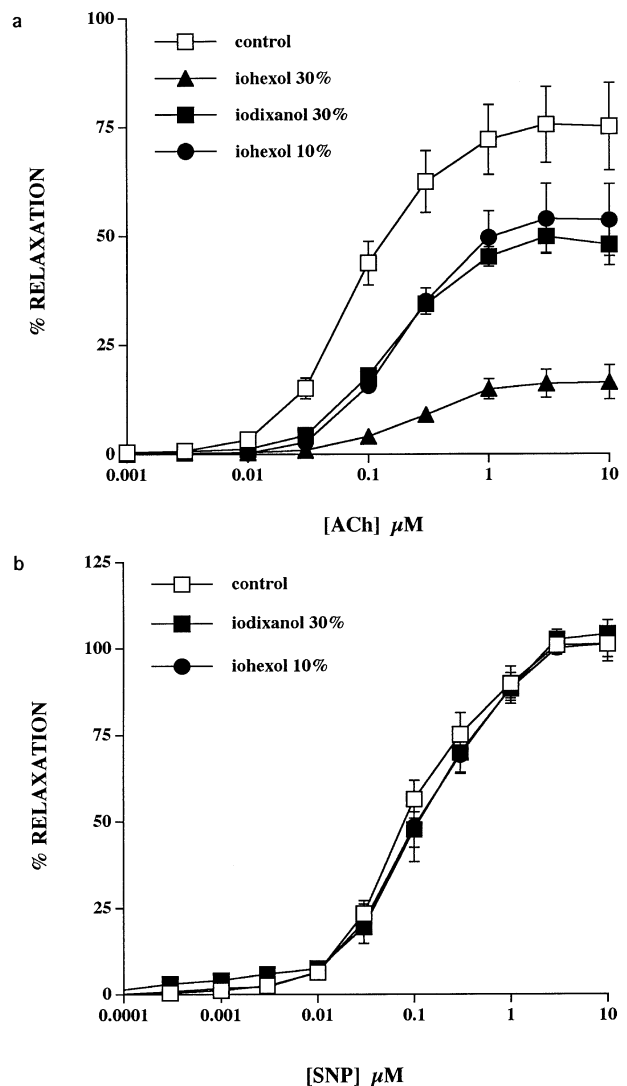 a
100
75
50
25
0
% RELAXATION
control
iohexol 30%
iodixanol 30%
iohexol 10%
0.001 0.01 0.1 1 10
[ACh] µM
b
125
100
75
50
25
0
% RELAXATION
control
iodixanol 30%
iohexol 10%
0.0001 0.001 0.01 0.1 1 10
[SNP] µM